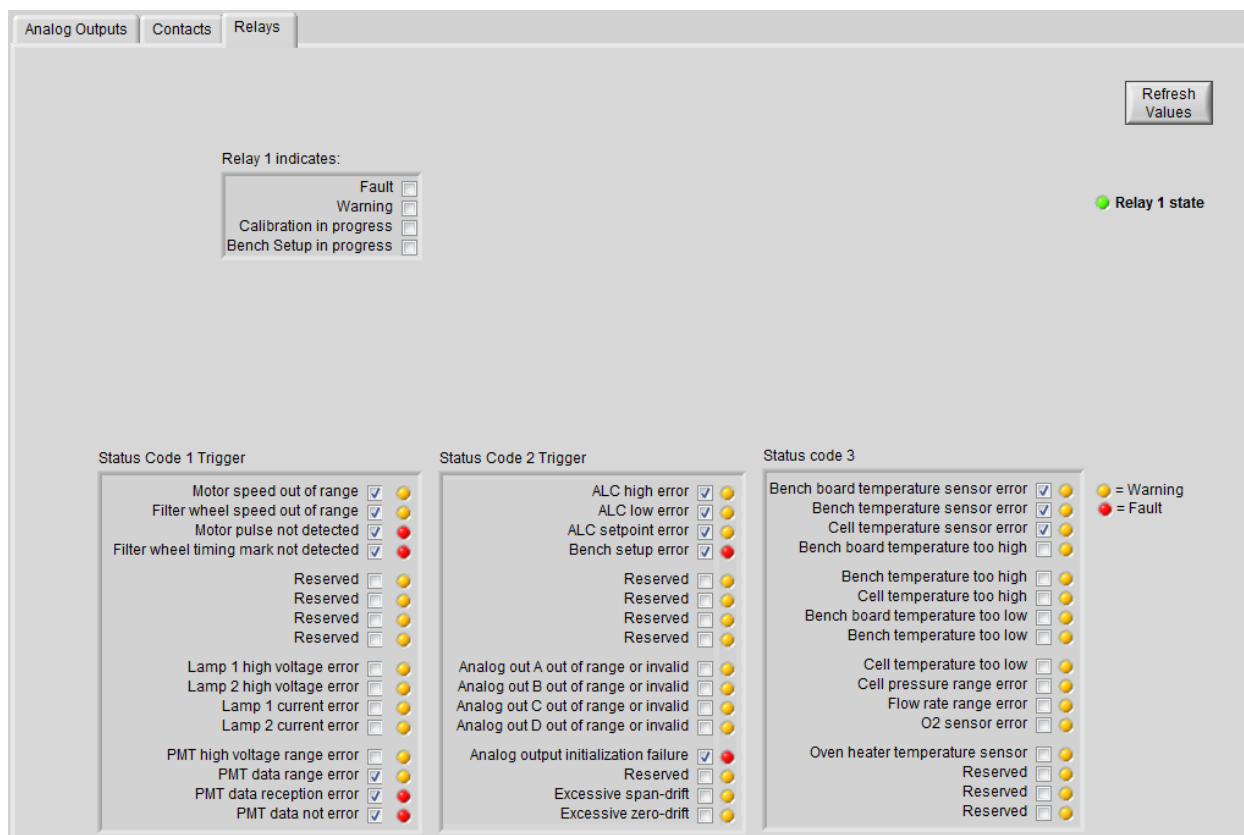 Analog Outputs
Contacts
Relays
Refresh
Values
Relay 1 indicates:
Fault
Warning
Calibration in progress
Bench Setup in progress
Relay 1 state
Status Code 1 Trigger
Motor speed out of range
Filter wheel speed out of range
Motor pulse not detected
Filter wheel timing mark not detected
Reserved
Reserved
Reserved
Reserved
Lamp 1 high voltage error
Lamp 2 high voltage error
Lamp 1 current error
Lamp 2 current error
PMT high voltage range error
PMT data range error
PMT data reception error
PMT data not error
Status Code 2 Trigger
ALC high error
ALC low error
ALC setpoint error
Bench setup error
Reserved
Reserved
Reserved
Reserved
Analog out A out of range or invalid
Analog out B out of range or invalid
Analog out C out of range or invalid
Analog out D out of range or invalid
Analog output initialization failure
Reserved
Excessive span-drift
Excessive zero-drift
Status code 3
Bench board temperature sensor error
Bench temperature sensor error
Cell temperature sensor error
Bench board temperature too high
Bench temperature too high
Cell temperature too high
Bench board temperature too low
Bench temperature too low
Cell temperature too low
Cell pressure range error
Flow rate range error
O2 sensor error
Oven heater temperature sensor
Reserved
Reserved
Reserved
= Warning
= Fault